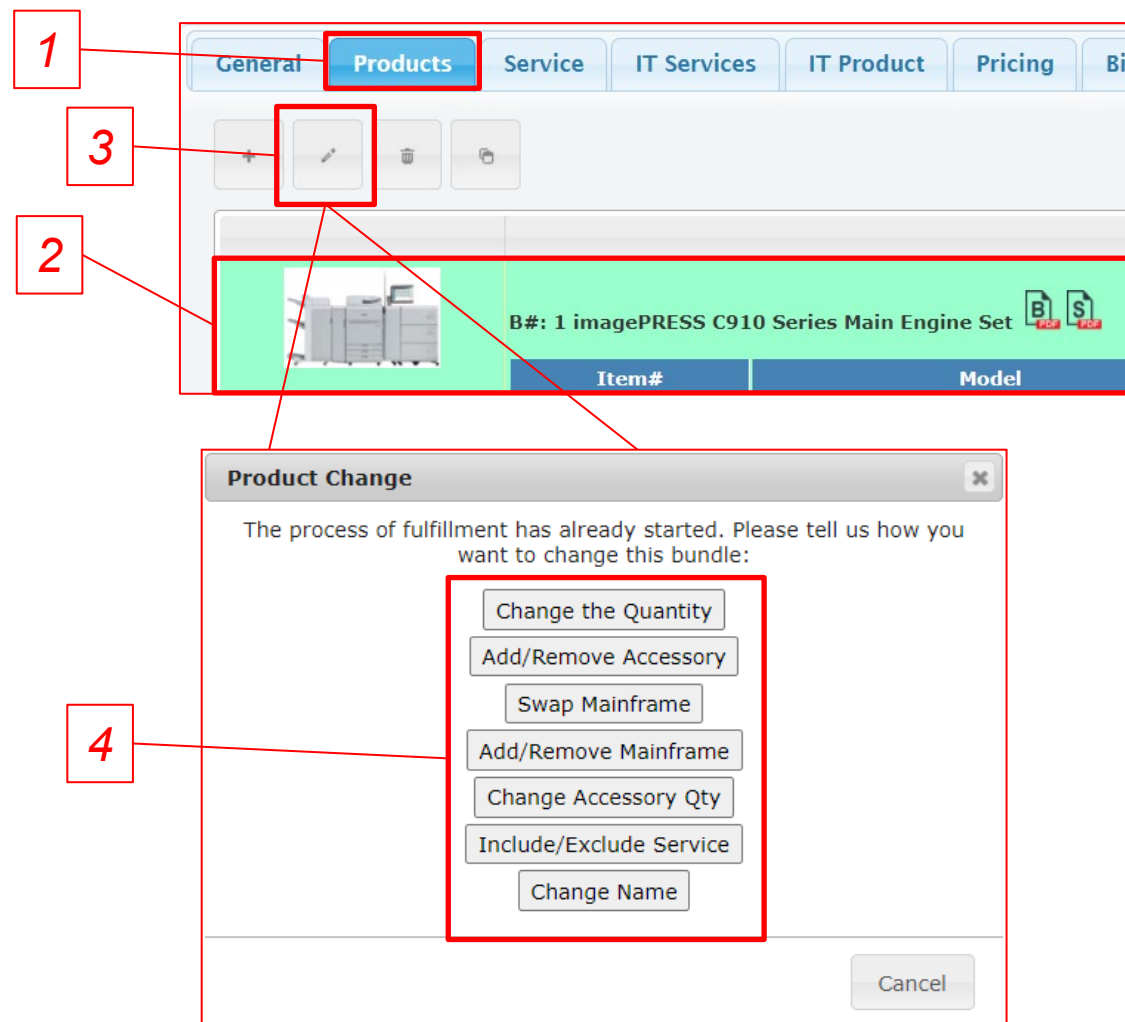 1
General Products Service IT Services IT Product Pricing Bi
3
2
B#: 1 imagePRESS C910 Series Main Engine Set B PDF S PDF
Item# Model
Product Change
The process of fulfillment has already started. Please tell us how you
want to change this bundle:
Change the Quantity
Add/Remove Accessory
Swap Mainframe
4
Add/Remove Mainframe
Change Accessory Qty
Include/Exclude Service
Change Name
Cancel